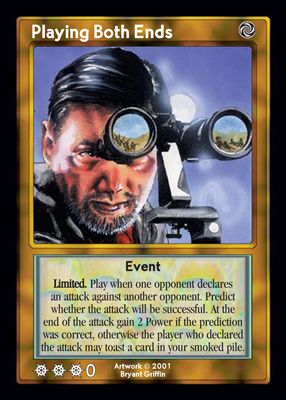 Playing Both Ends
Event
Limited. Play when one opponent declares
an attack against another opponent. Predict
whether the attack will be successful. At the
end of the attack gain 2 Power if the prediction
was correct, otherwise the player who declared
the attack may toast a card in your smoked pile.
0
Artwork © 2001
Bryant Griffin